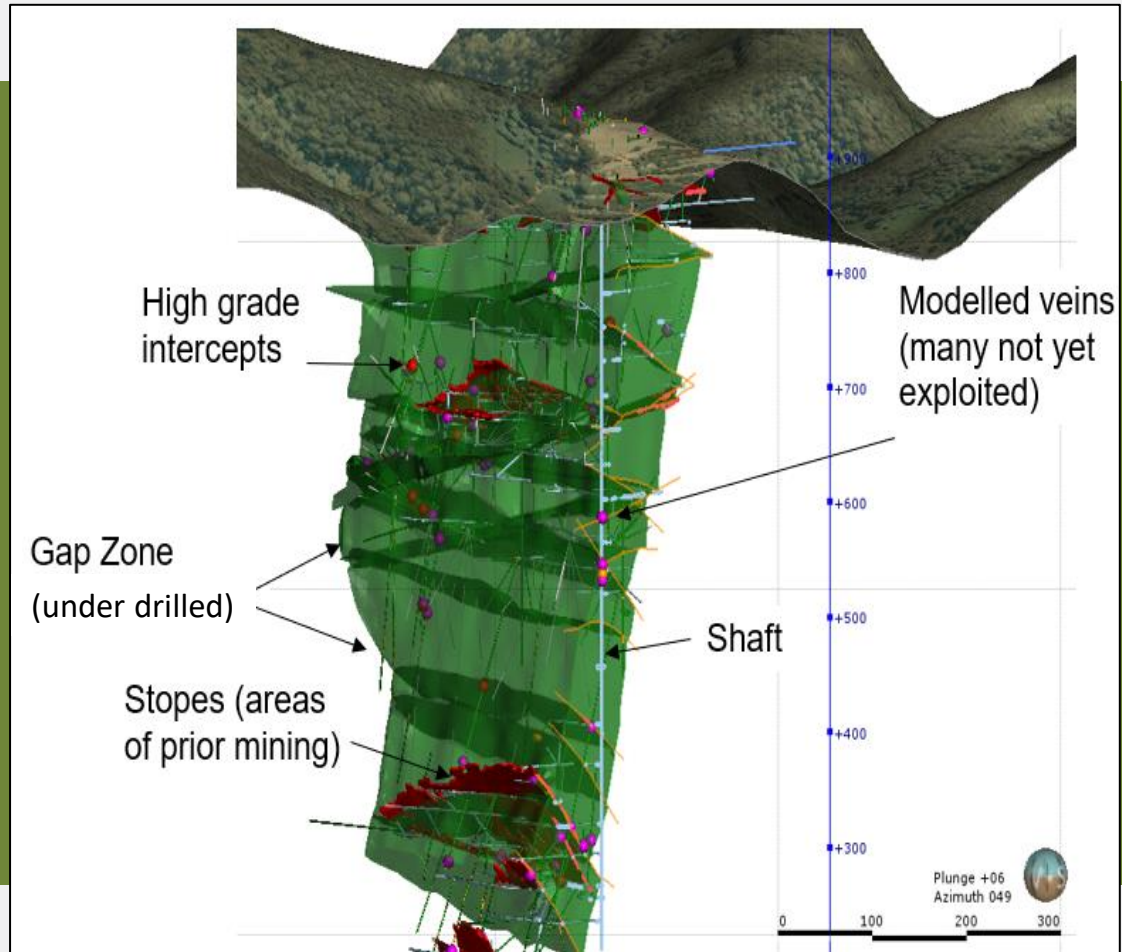 +900
+800
High grade
intercepts
Modelled veins
(many not yet
exploited)
+700
+600
Gap Zone
(under drilled)
+500
Shaft
Stopes (areas
of prior mining)
+400
+300
Plunge +06
Azimuth 049
0 100 200 300